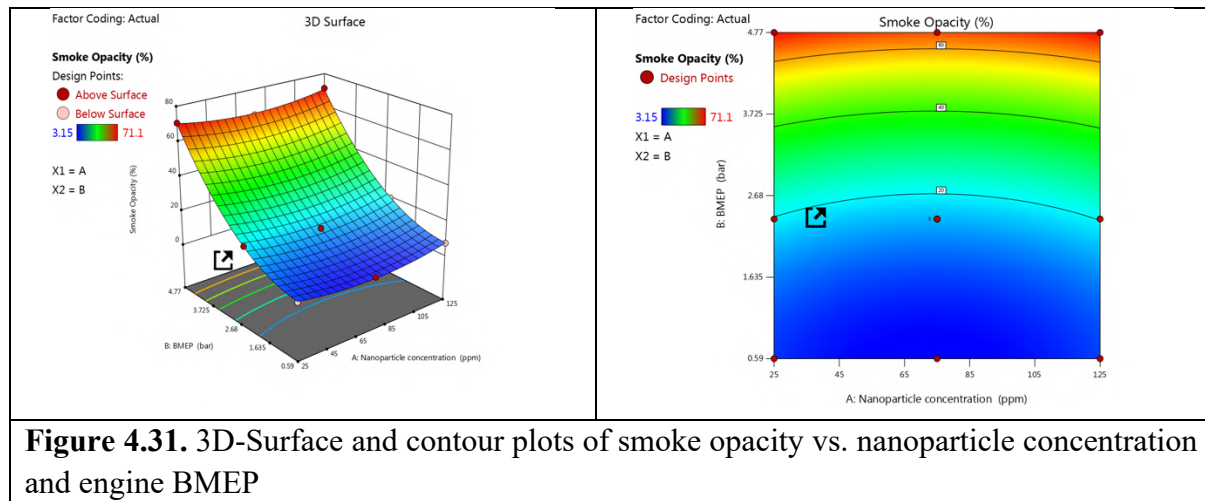 Factor Coding: Actual
3D Surface
Smoke Opacity (%)
Design Points:
Above Surface
Below Surface
3.15 71.1
X1 = A
X2 = B
Smoke Opacity (%)
80
60
40
20
0
4.77
3.725
2.68
1.635
0.59
B: BMEP (bar)
25
45
65
85
105
125
A: Nanoparticle concentration (ppm)
Factor Coding: Actual
Smoke Opacity (%)
Smoke Opacity (%)
Design Points
3.15 71.1
X1 = A
X2 = B
B: BMEP (bar)
4.77
3.725
2.68
1.635
0.59
60
40
20
25 45 65 85 105 125
A: Nanoparticle concentration (ppm)
Figure 4.31. 3D-Surface and contour plots of smoke opacity vs. nanoparticle concentration
and engine BMEP